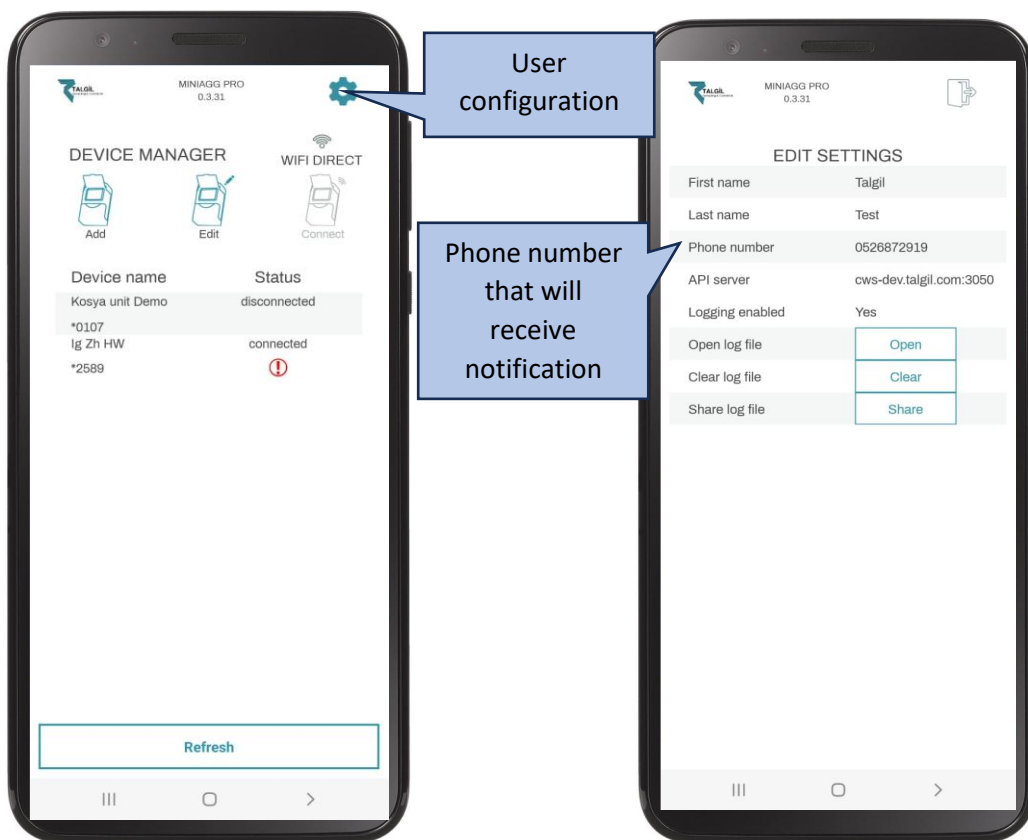 TALGIL
MINIAGG PRO
0.3.31
DEVICE MANAGER
WIFI DIRECT
Add
Edit
Connect
Device name Status
Kosya unit Demo disconnected
*0107
Ig Zh HW connected
*2589
Refresh
User
configuration
Phone number
that will
receive
notification
TALGIL
MINIAGG PRO
0.3.31
EDIT SETTINGS
First name Talgil
Last name Test
Phone number 0526872919
API server cws-dev.talgil.com:3050
Logging enabled Yes
Open log file Open
Clear log file Clear
Share log file Share